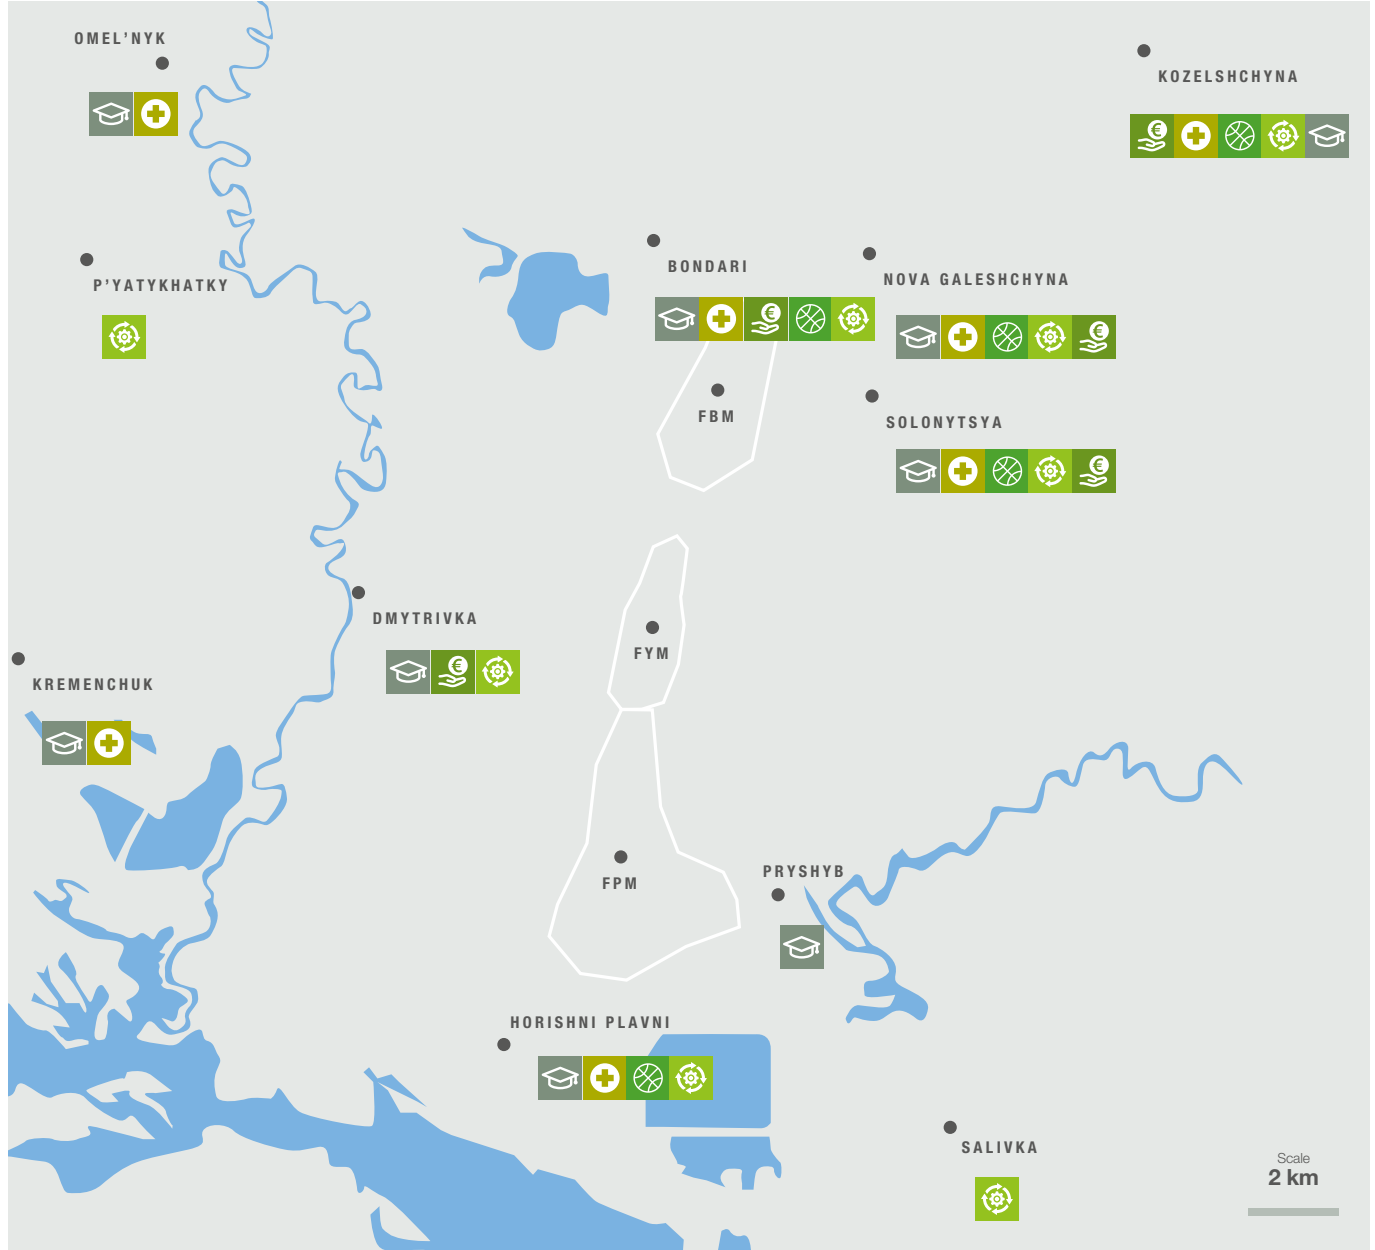 OMEL'NYK
KOZELSHCHYNA
P'YATYKHATKY
BONDARI
NOVA GALESHCHYNA
FBM
SOLONYTSYA
DMYTRIVKA
FYM
KREMENCHUK
PRYSHYB
FPM
HORISHNI PLAVNI
SALIVKA
Scale
2 km